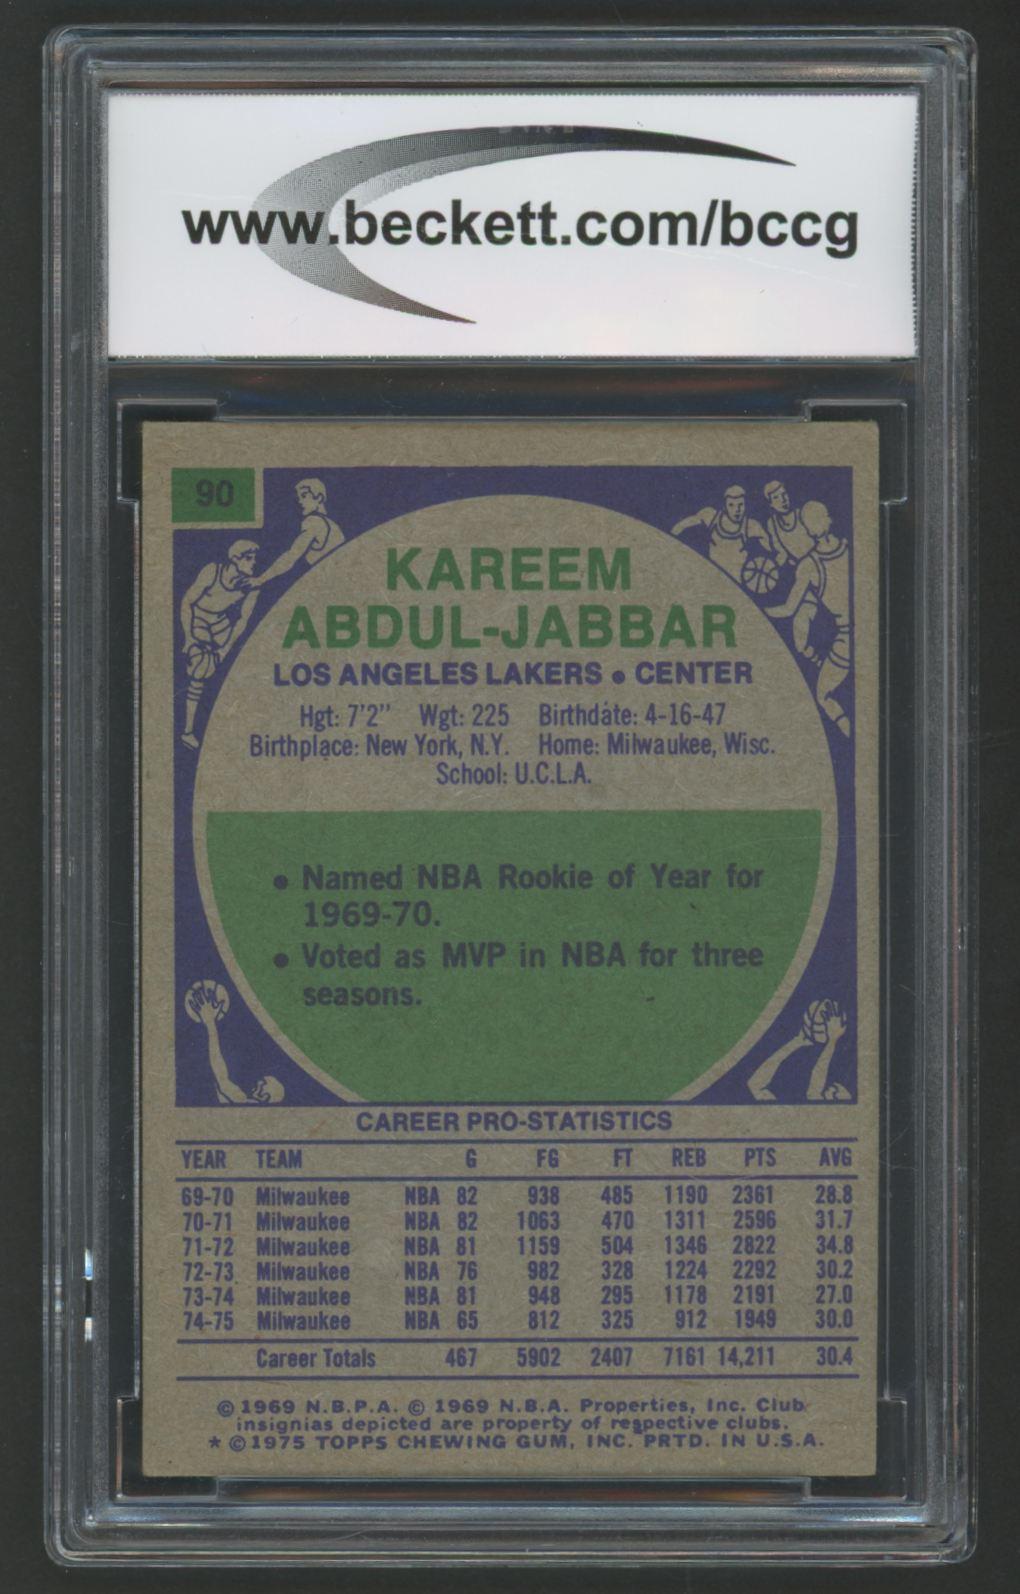 www.beckett.com/bccg
90
KAREEM
ABDUL-JABBAR
LOS ANGELES LAKERS • CENTER
Hgt: 7'2" Wgt: 225 Birthdate: 4-16-47
Birthplace: New York, N.Y. Home: Milwaukee, Wisc.
School: U.C.L.A.
• Named NBA Rookie of Year for
1969-70.
• Voted as MVP in NBA for three
seasons.
CAREER PRO-STATISTICS
YEAR TEAM G FG FT REB PTS AVG
69-70 Milwaukee NBA 82 938 485 1190 2361 28.8
70-71 Milwaukee NBA 82 1063 470 1311 2596 31.7
71-72 Milwaukee NBA 81 1159 504 1346 2822 34.8
72-73 Milwaukee NBA 76 982 328 1224 2292 30.2
73-74 Milwaukee NBA 81 948 295 1178 2191 27.0
74-75 Milwaukee NBA 65 812 325 912 1949 30.0
Career Totals 467 5902 2407 7161 14,211 30.4
© 1969 N.B.P.A. © 1969 N.B.A. Properties, Inc. Club
insignias depicted are property of respective clubs.
* © 1975 TOPPS CHEWING GUM, INC. PRTD. IN U.S.A.